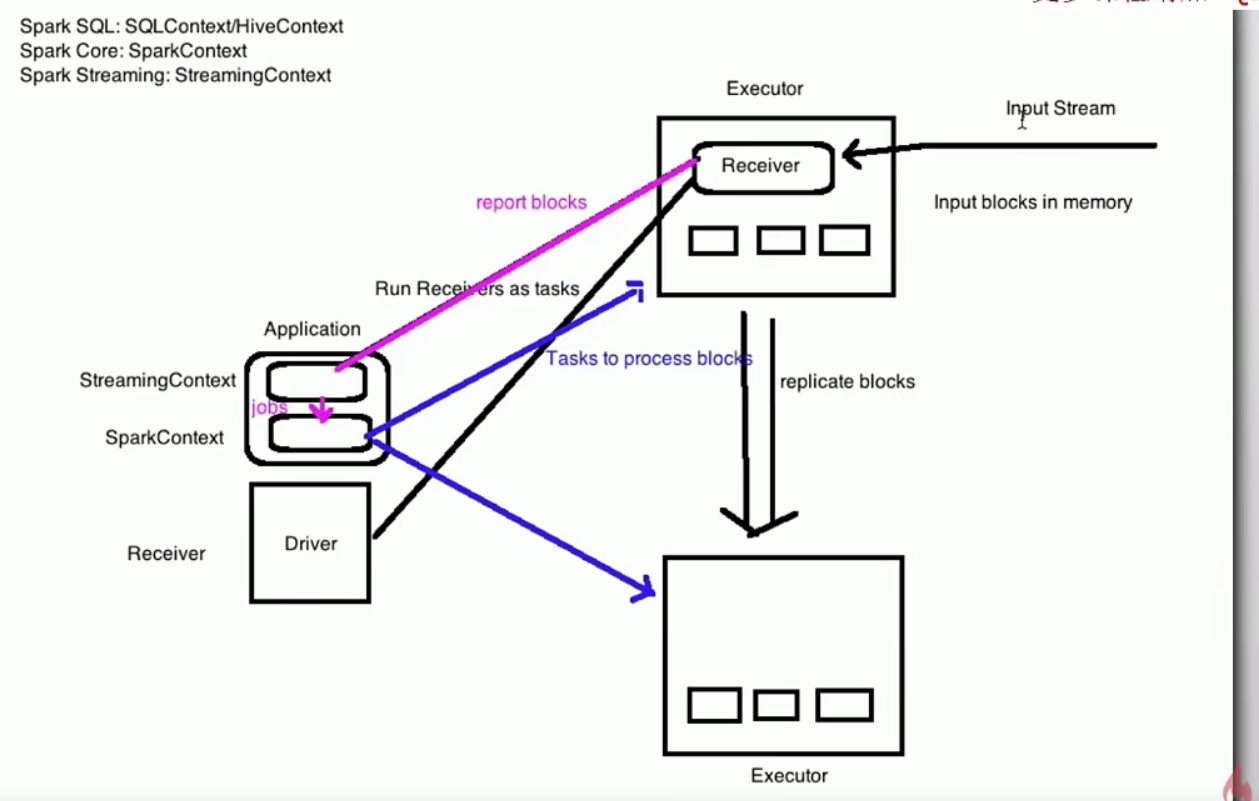 Spark SQL: SQLContext/HiveContext
Spark Core: SparkContext
Spark Streaming: StreamingContext
Executor
Input Stream
Receiver
report blocks
Input blocks in memory
Run Receivers as tasks
Application
Tasks to process blocks
StreamingContext
replicate blocks
jobs
SparkContext
Driver
Receiver
Executor